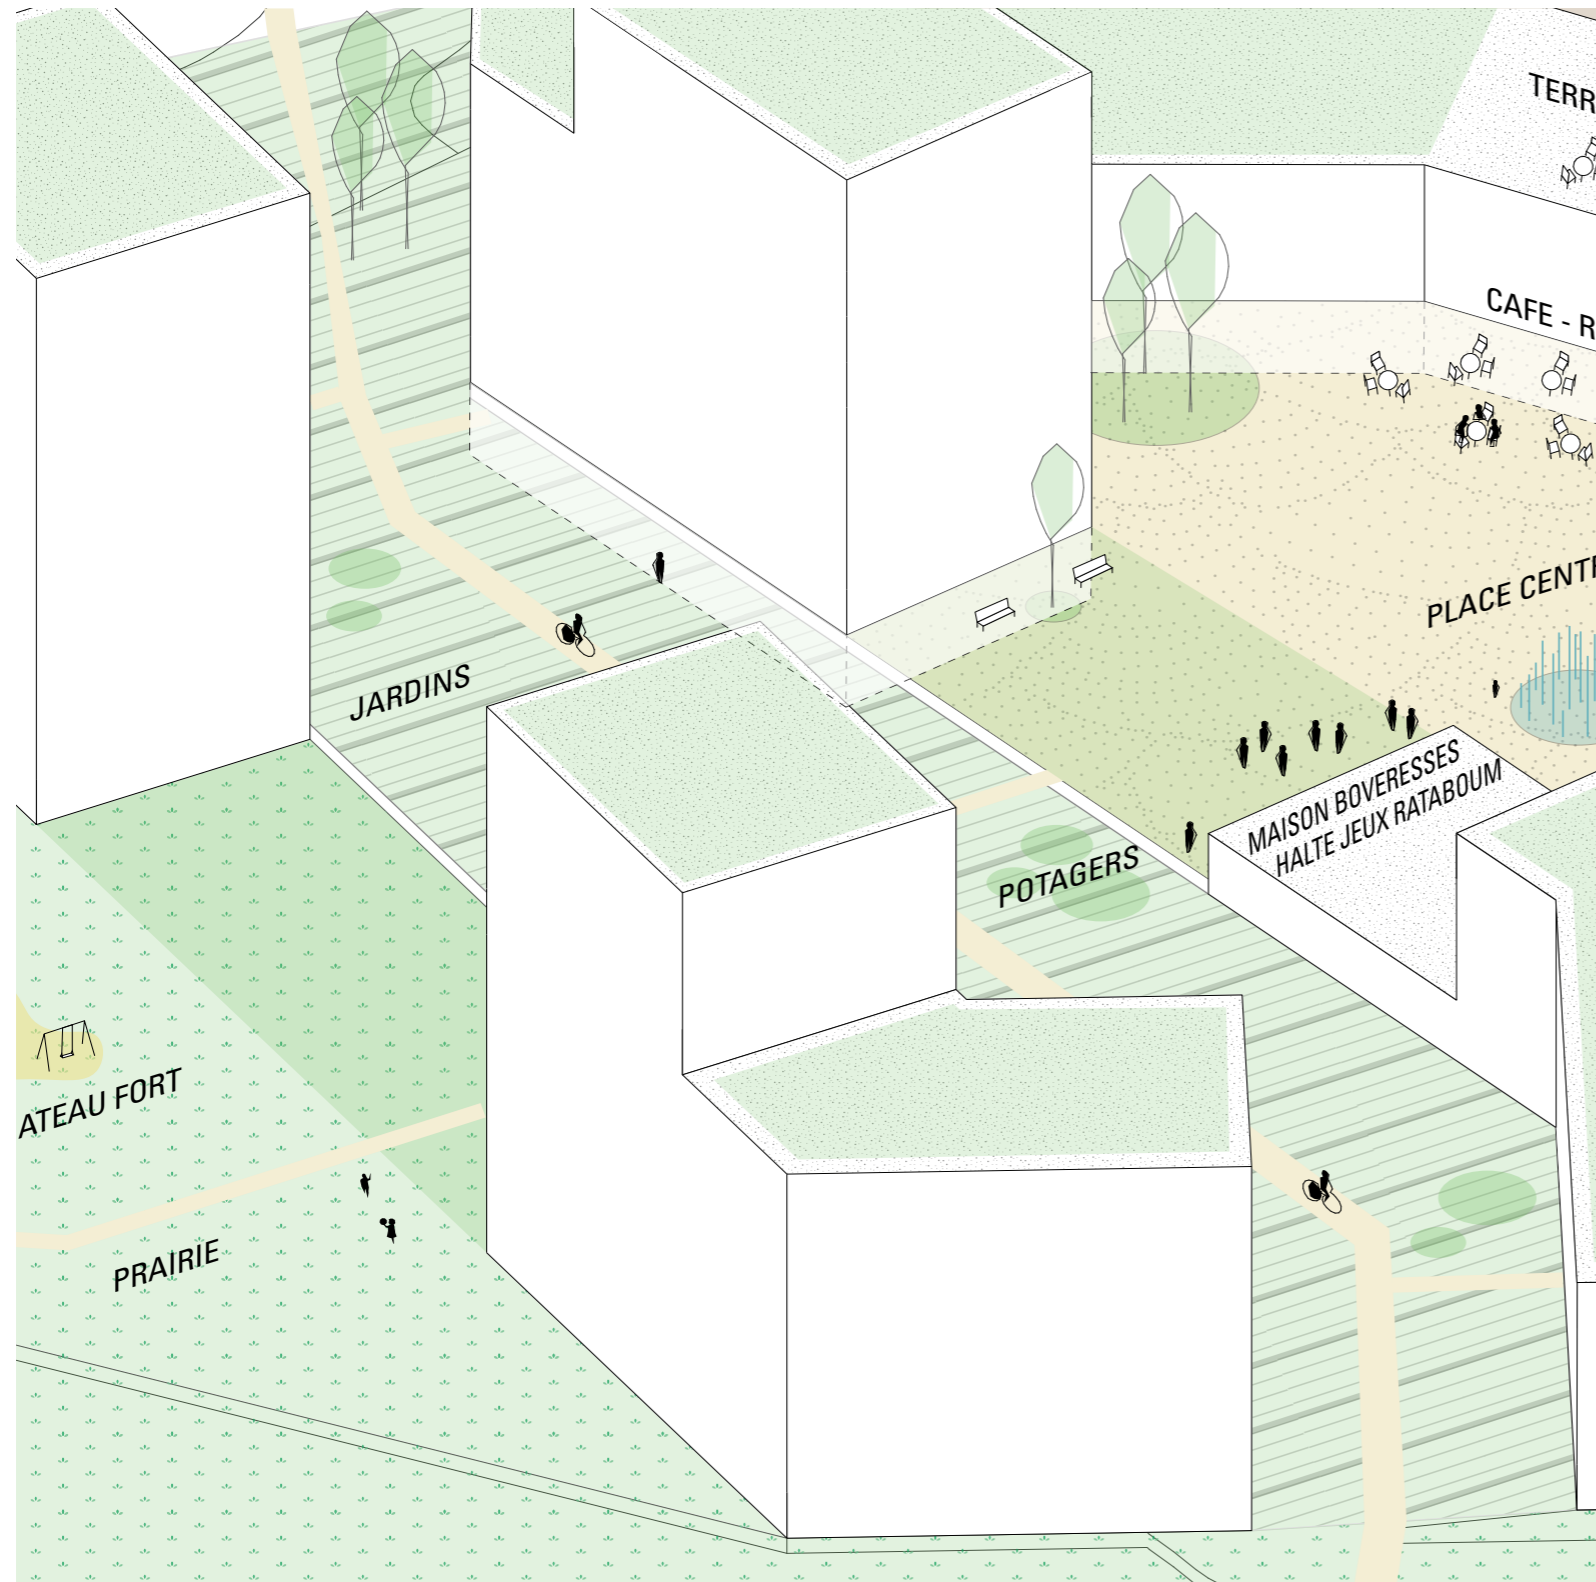 TERR
CAFE - R
PLACE CENT
JARDINS
MAISON BOVERESSES
HALTE JEUX RATABOUM
POTAGERS
ATEAU FORT
PRAIRIE